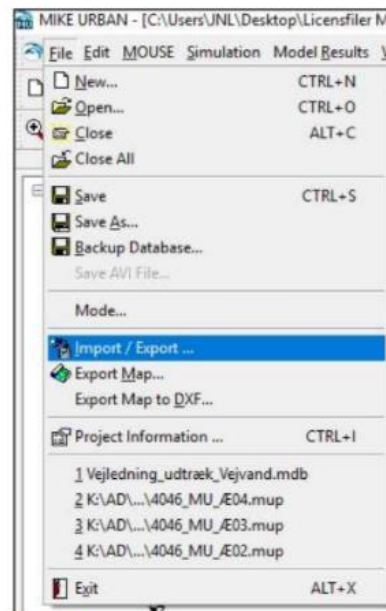 MIKE URBAN - [C:\Users\JNL\Desktop\Licensfiler M
File Edit MOUSE Simulation Model Results
New... CTRL+N
Open... CTRL+O
Close ALT+C
Close All
Save CTRL+S
Save As...
Backup Database...
Save AVI File...
Mode...
Import / Export ...
Export Map...
Export Map to DXF...
Project Information ... CTRL+I
1 Vejledning_udtræk_Vejvand.mdb
2 K:\AD\...\4046_MU_Æ04.mup
3 K:\AD\...\4046_MU_Æ03.mup
4 K:\AD\...\4046_MU_Æ02.mup
Exit ALT+X